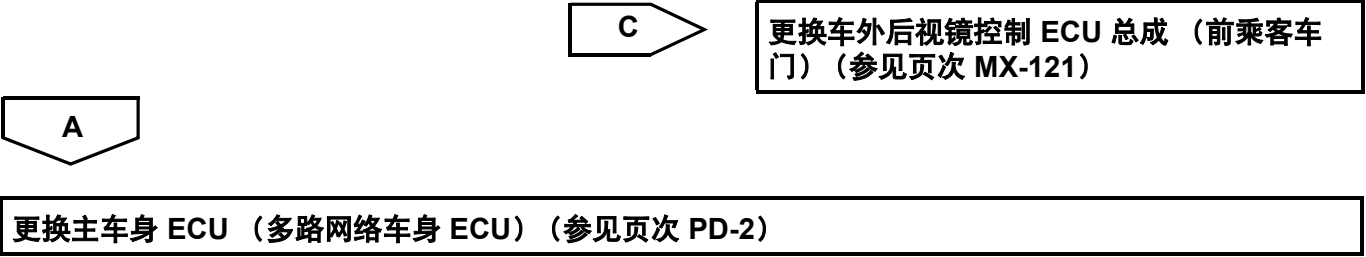 C
更换车外后视镜控制 ECU 总成 （前乘客车
门）（参见页次 MX-121）
A
更换主车身 ECU （多路网络车身 ECU）（参见页次 PD-2）